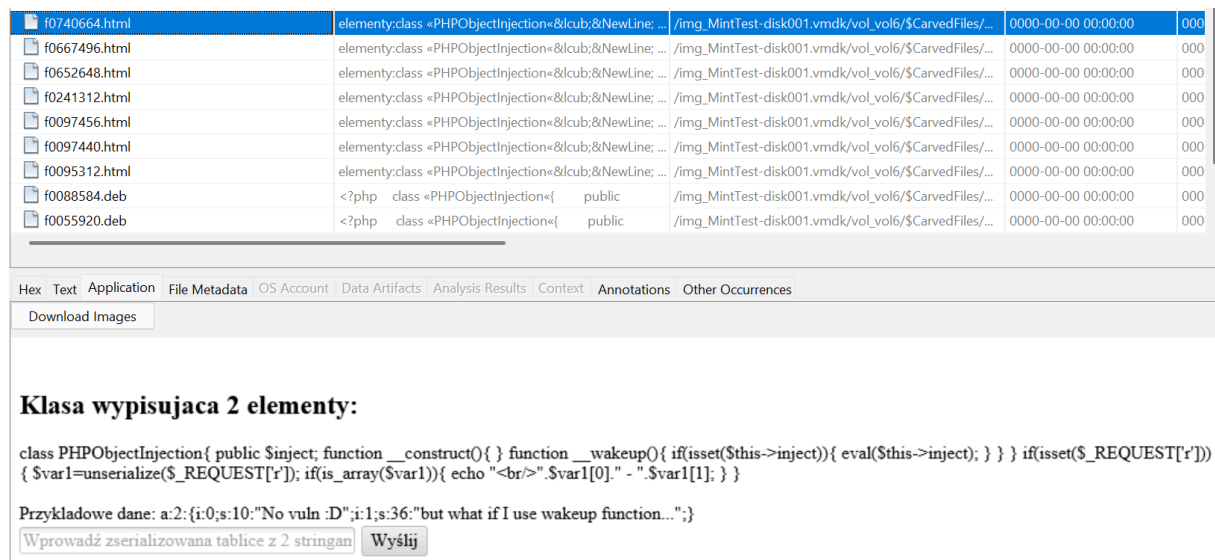 f0740664.html elementy:class «PHPObjectInjection«&lcub;&NewLine; ... /img_MintTest-disk001.vmdk/vol_vol6/$CarvedFiles/... 0000-00-00 00:00:00 000
f0667496.html elementy:class «PHPObjectInjection«&lcub;&NewLine; ... /img_MintTest-disk001.vmdk/vol_vol6/$CarvedFiles/... 0000-00-00 00:00:00 000
f0652648.html elementy:class «PHPObjectInjection«&lcub;&NewLine; ... /img_MintTest-disk001.vmdk/vol_vol6/$CarvedFiles/... 0000-00-00 00:00:00 000
f0241312.html elementy:class «PHPObjectInjection«&lcub;&NewLine; ... /img_MintTest-disk001.vmdk/vol_vol6/$CarvedFiles/... 0000-00-00 00:00:00 000
f0097456.html elementy:class «PHPObjectInjection«&lcub;&NewLine; ... /img_MintTest-disk001.vmdk/vol_vol6/$CarvedFiles/... 0000-00-00 00:00:00 000
f0097440.html elementy:class «PHPObjectInjection«&lcub;&NewLine; ... /img_MintTest-disk001.vmdk/vol_vol6/$CarvedFiles/... 0000-00-00 00:00:00 000
f0095312.html elementy:class «PHPObjectInjection«&lcub;&NewLine; ... /img_MintTest-disk001.vmdk/vol_vol6/$CarvedFiles/... 0000-00-00 00:00:00 000
f0088584.deb <?php class «PHPObjectInjection«{ public /img_MintTest-disk001.vmdk/vol_vol6/$CarvedFiles/... 0000-00-00 00:00:00 000
f0055920.deb <?php class «PHPObjectInjection«{ public /img_MintTest-disk001.vmdk/vol_vol6/$CarvedFiles/... 0000-00-00 00:00:00 000
Hex Text Application File Metadata OS Account Data Artifacts Analysis Results Context Annotations Other Occurrences
Download Images
Klasa wypisujaca 2 elementy:
class PHPObjectInjection{ public $inject; function __construct(){ } function __wakeup(){ if(isset($this->inject)){ eval($this->inject); } } } if(isset($_REQUEST['r']))
{ $var1=unserialize($_REQUEST['r']); if(is_array($var1)){ echo "<br/>".$var1[0]." - ".$var1[1]; } }
Przykladowe dane: a:2:{i:0;s:10:"No vuln :D";i:1;s:36:"but what if I use wakeup function...";}
Wprowadź zserializowana tablice z 2 stringan Wyślij